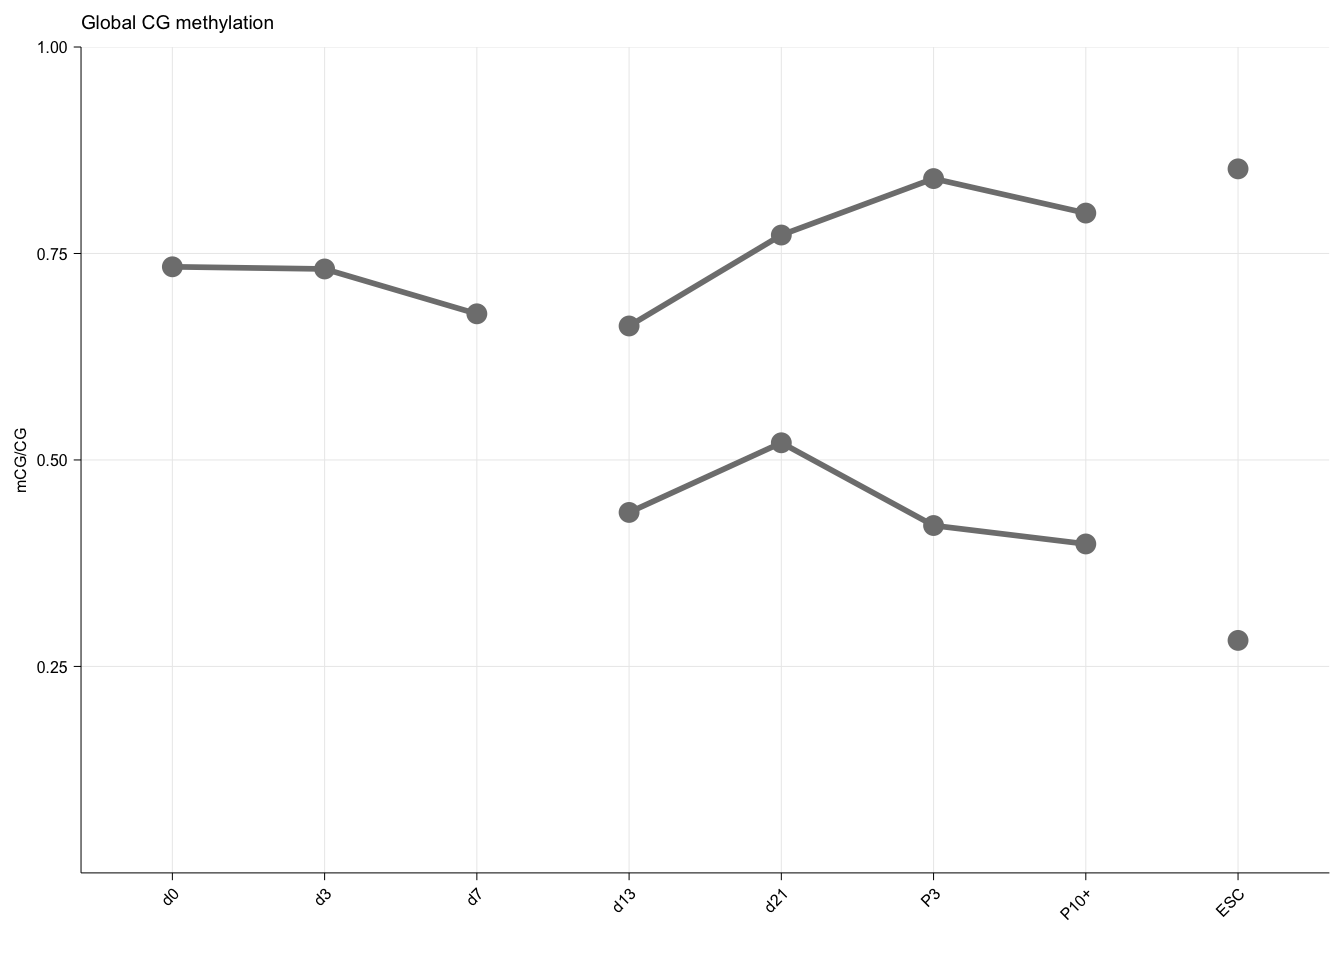 Global CG methylation
1.00
0.75
0.50
0.25
mCG/CG
d0
d3
d7
d13
d21
P3
P10+
ESC